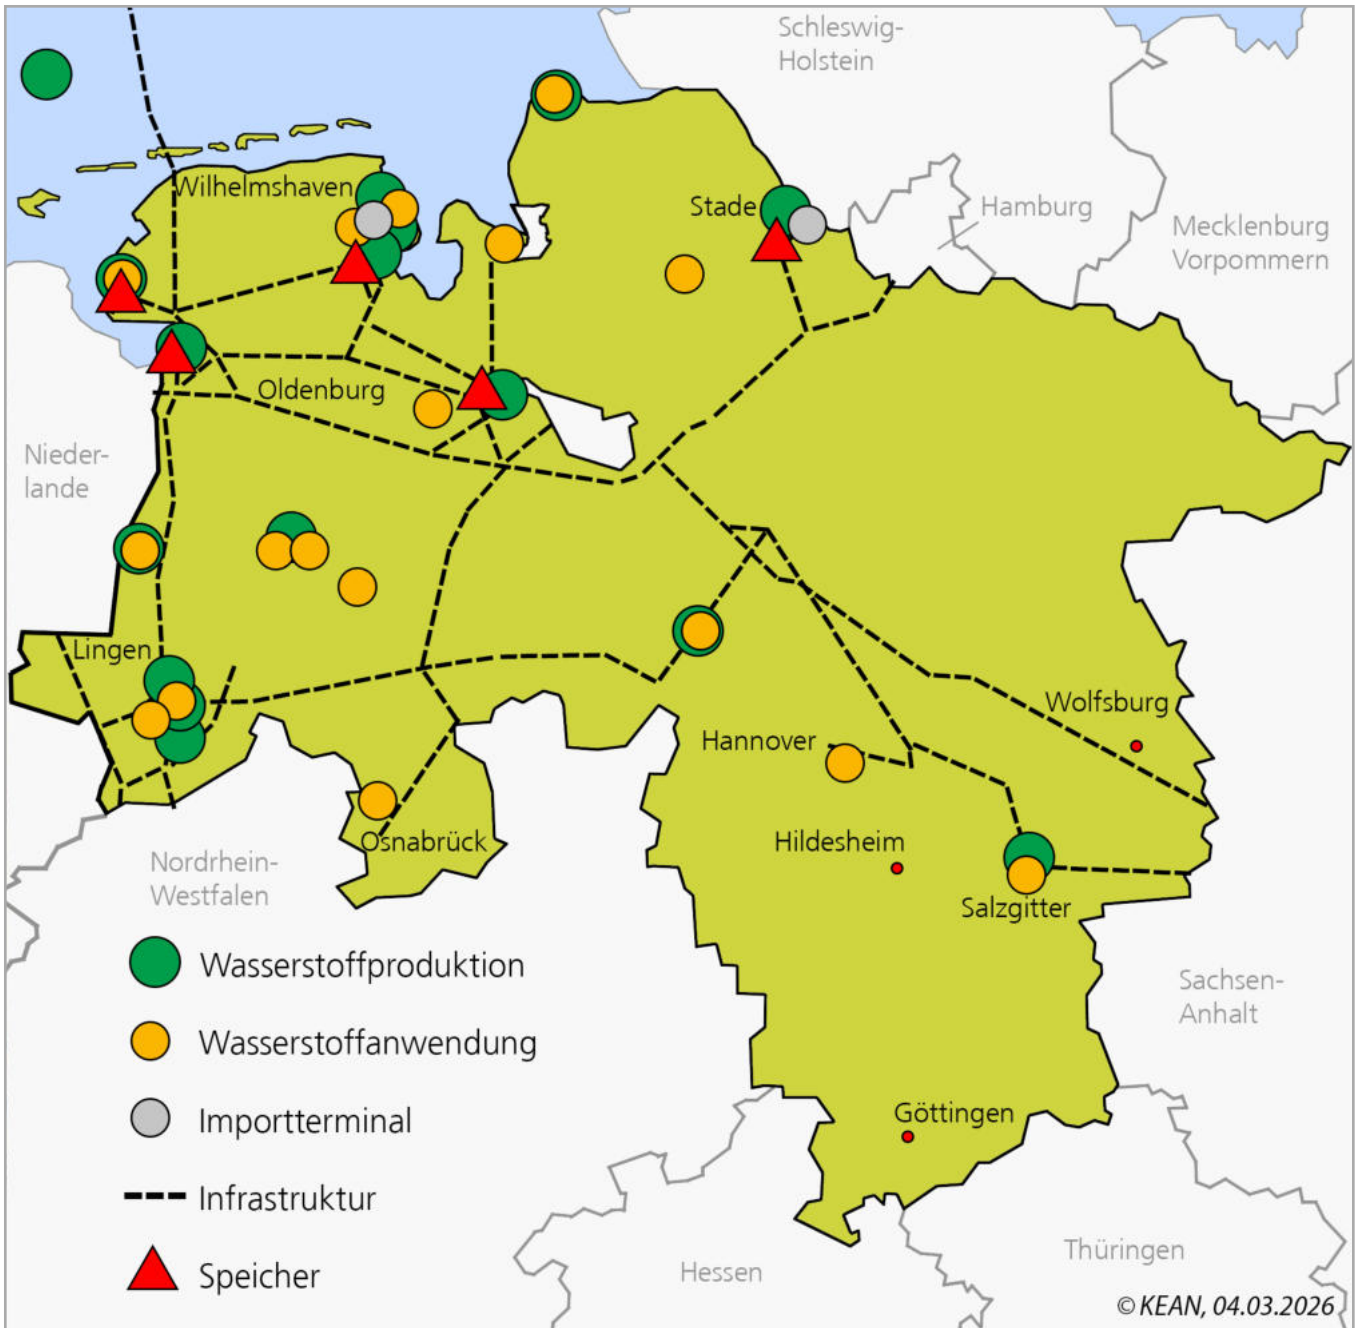 Schleswig-
Holstein
Wilhelmshaven
Stade
Hamburg
Mecklenburg
Vorpommern
Oldenburg
Nieder-
lande
Lingen
Wolfsburg
Hannover
Osnabrück
Hildesheim
Nordrhein-
Westfalen
Salzgitter
Sachsen-
Anhalt
Göttingen
Wasserstoffproduktion
Wasserstoffanwendung
Importterminal
Infrastruktur
Speicher
Hessen
Thüringen
© KEAN, 04.03.2026